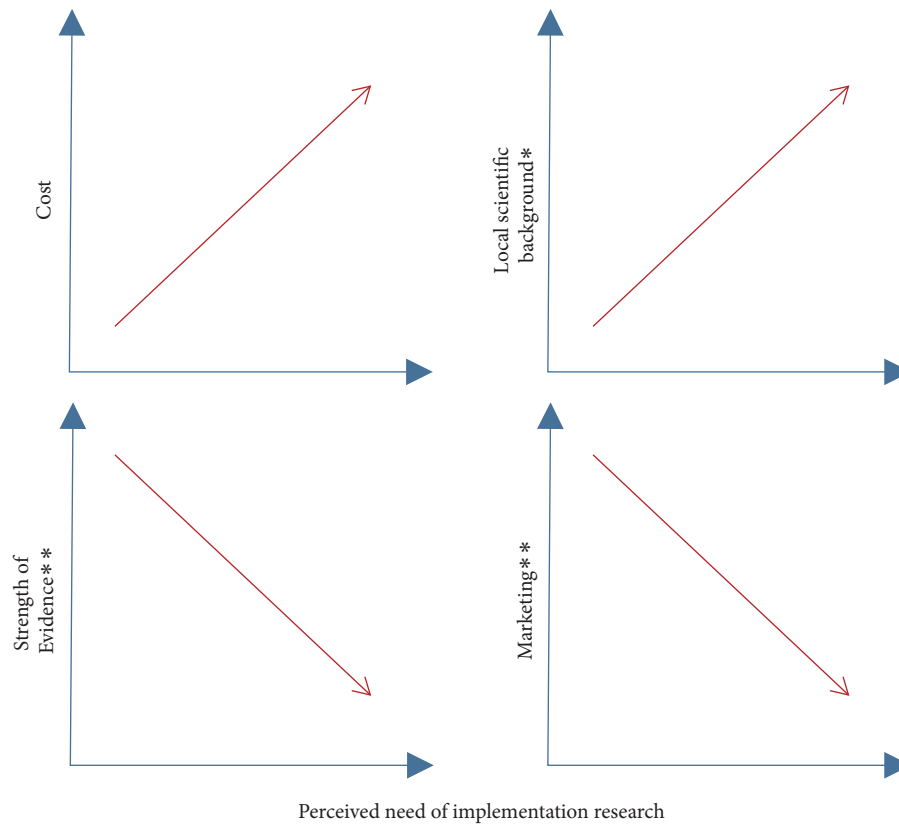 Cost
Local scientific
background*
Strength of
Evidence**
Marketing**
Perceived need of implementation research